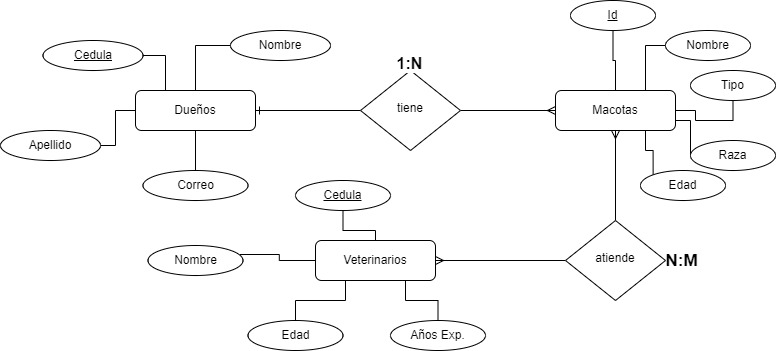 Id
Cedula
Nombre
Nombre
1:N
Tipo
Dueños
tiene
Macotas
Apellido
Raza
Correo
Edad
Cedula
Nombre
Veterinarios
atiende
N:M
Edad
Años Exp.